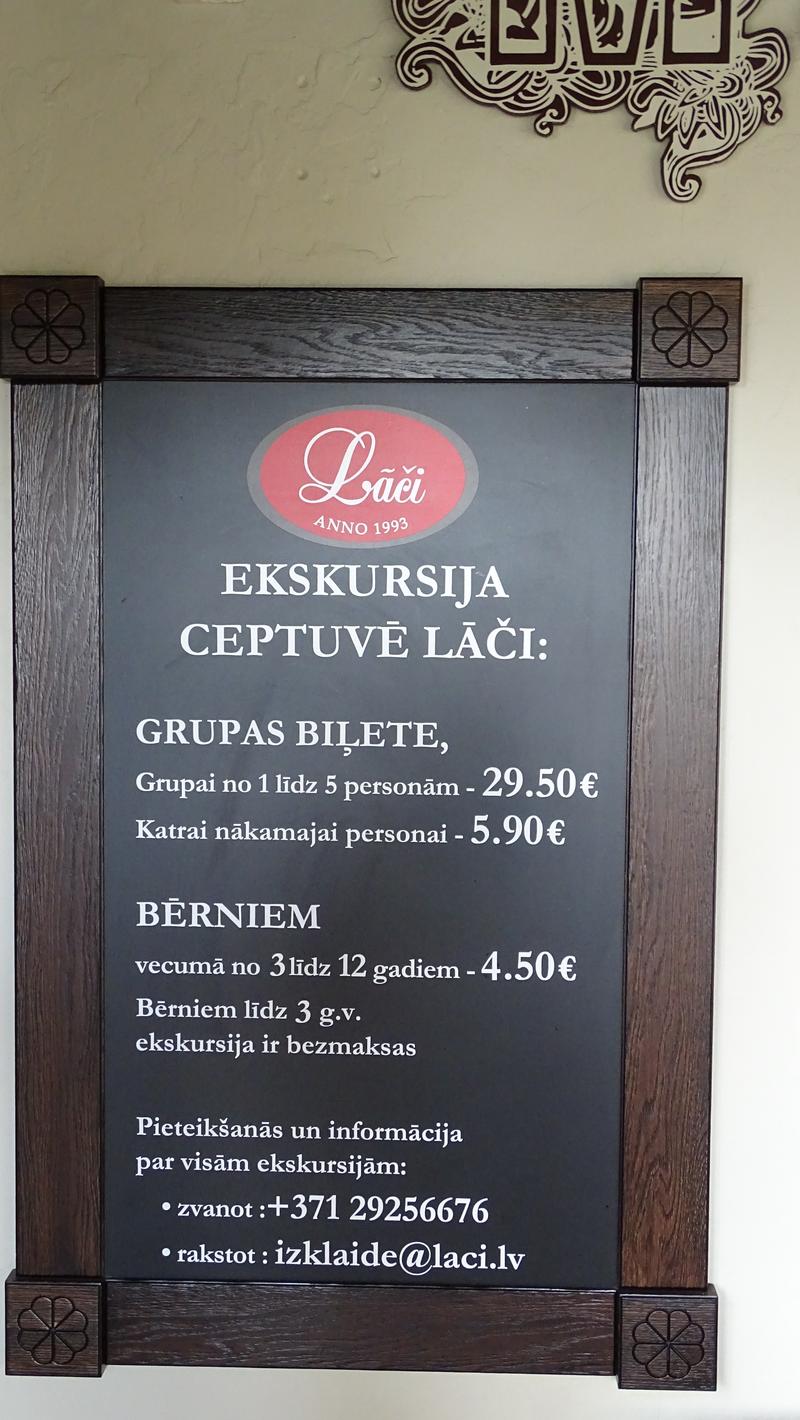 Lāči
ANNO 1993
EKSKURSIJA
CEPTUVĒ LĀČI:
GRUPAS BIĻETE,
Grupai no 1 līdz 5 personām - 29.50€
Katrai nākamajai personai - 5.90€
BĒRNIEM
vecumā no 3 līdz 12 gadiem - 4.50€
Bērniem līdz 3 g.v.
ekskursija ir bezmaksas
Pieteikšanās un informācija
par visām ekskursijām:
• zvanot :+371 29256676
• rakstot : izklaide@laci.lv